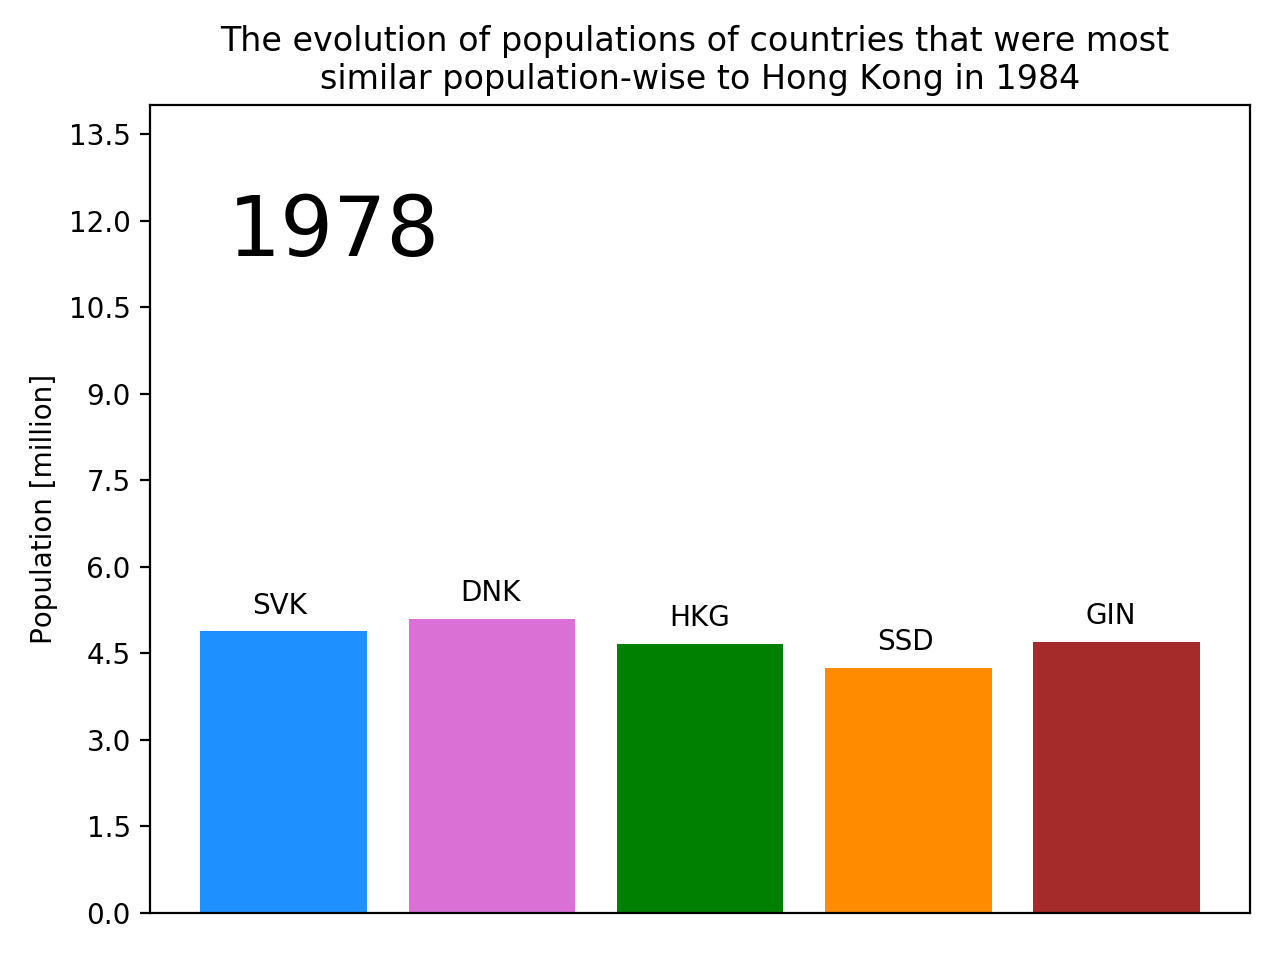 The evolution of populations of countries that were most
similar population-wise to Hong Kong in 1984
13.5
12.0
10.5
9.0
7.5
6.0
4.5
3.0
1.5
0.0
Population [million]
1978
SVK
DNK
HKG
SSD
GIN